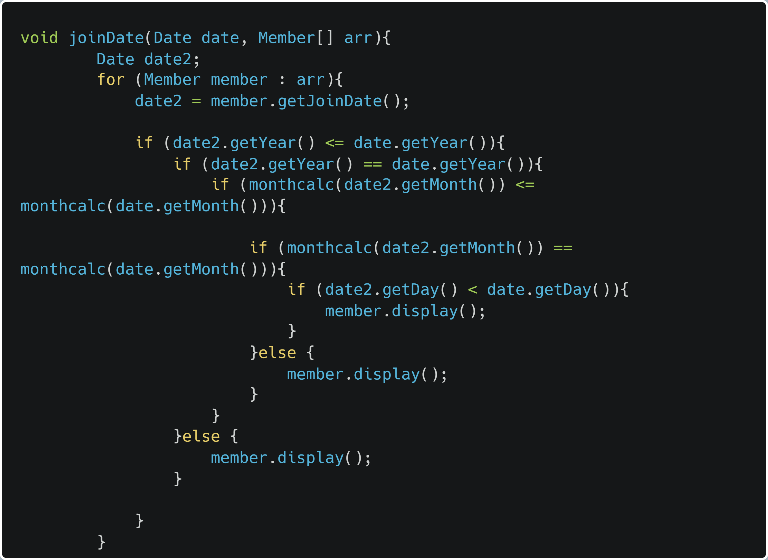 void joinDate(Date date, Member[] arr){
        Date date2;
        for (Member member : arr){
            date2 = member.getJoinDate();

            if (date2.getYear() <= date.getYear()){
                if (date2.getYear() == date.getYear()){
                    if (monthcalc(date2.getMonth()) <=
monthcalc(date.getMonth())){

                        if (monthcalc(date2.getMonth()) ==
monthcalc(date.getMonth())){
                            if (date2.getDay() < date.getDay()){
                                member.display();
                            }
                        }else {
                            member.display();
                        }
                    }
                }else {
                    member.display();
                }

            }
        }